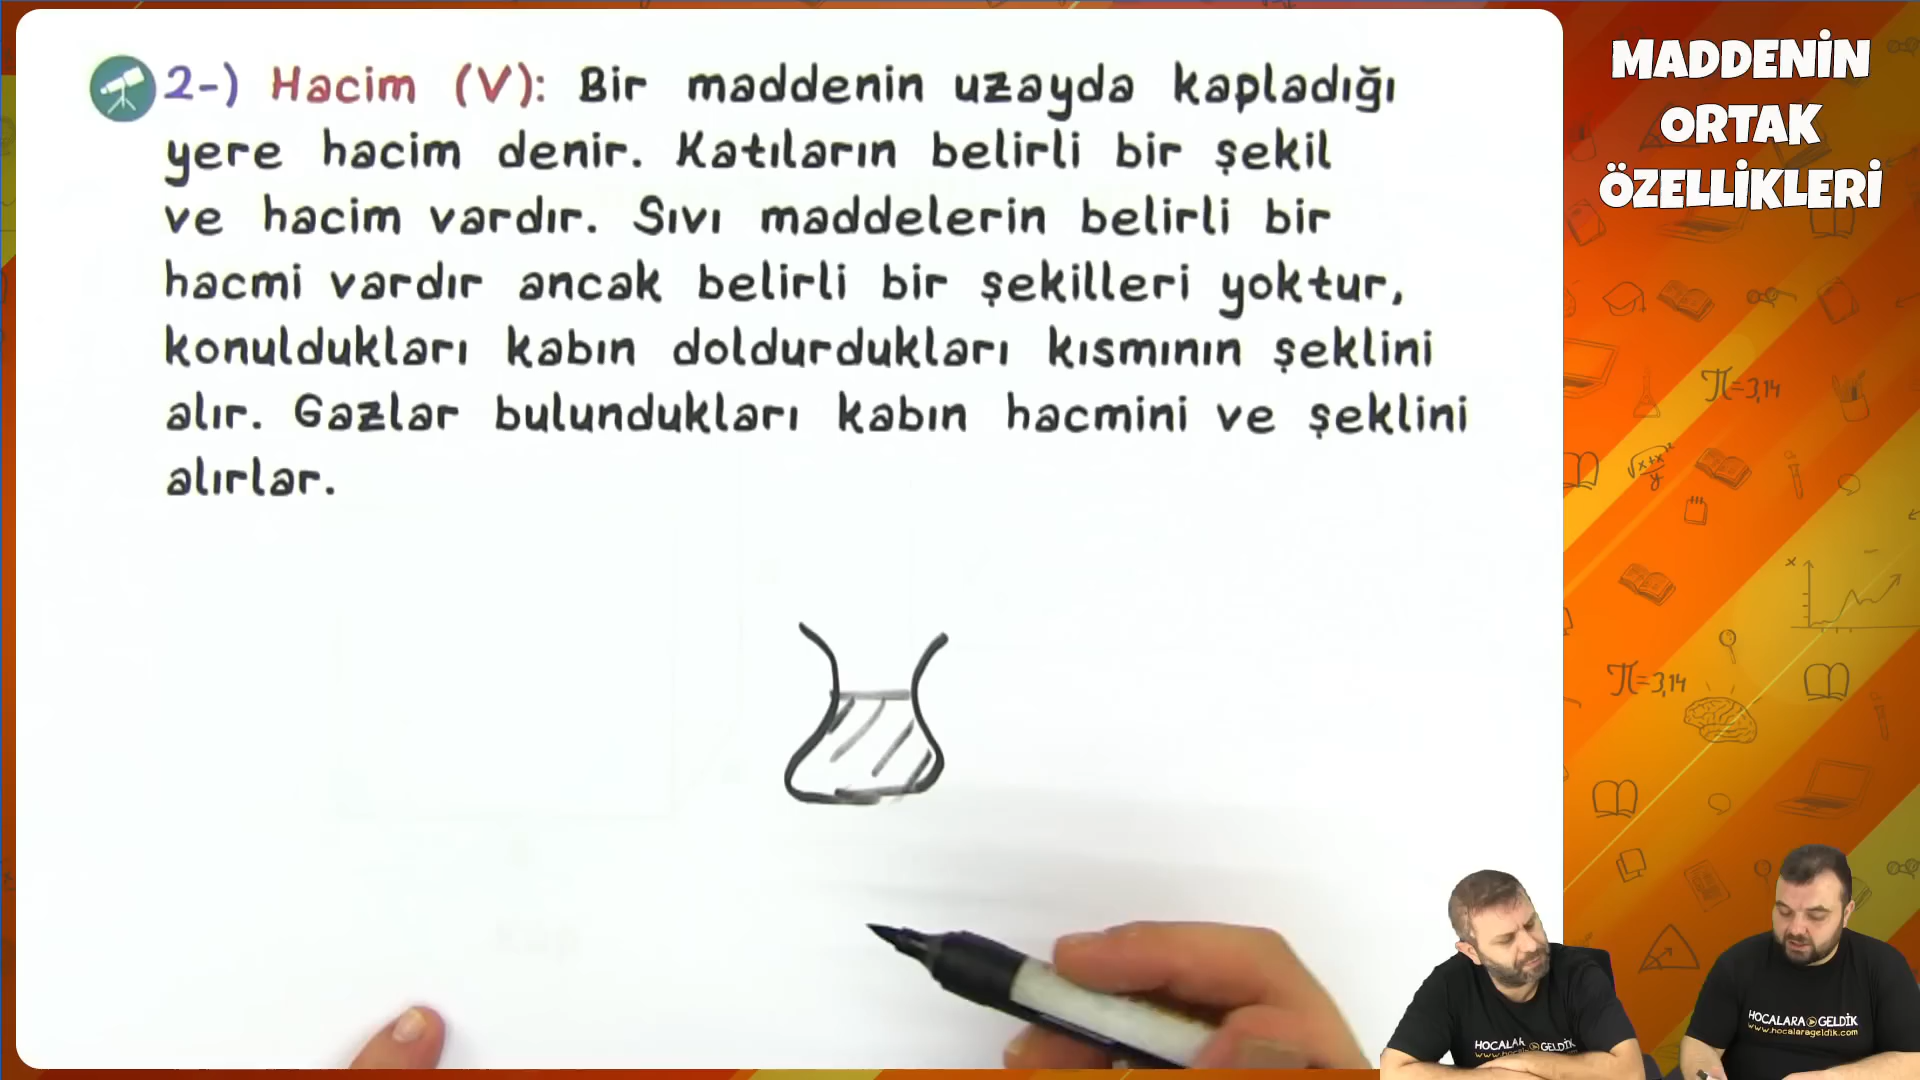 2-) Hacim (V): Bir maddenin uzayda kapladığı
yere hacim denir. Katıların belirli bir şekil
ve hacim vardır. Sıvı maddelerin belirli bir
hacmi vardır ancak belirli bir şekilleri yoktur,
konuldukları kabın doldurdukları kısmının şeklini
alır. Gazlar bulundukları kabın hacmini ve şeklini
alırlar.
MADDENİN
ORTAK
ÖZELLİKLERİ
π=3,14
π=3,14
HOCALARA GELDİK
www.hocalarageldik.com
HOCALAR GELDİK